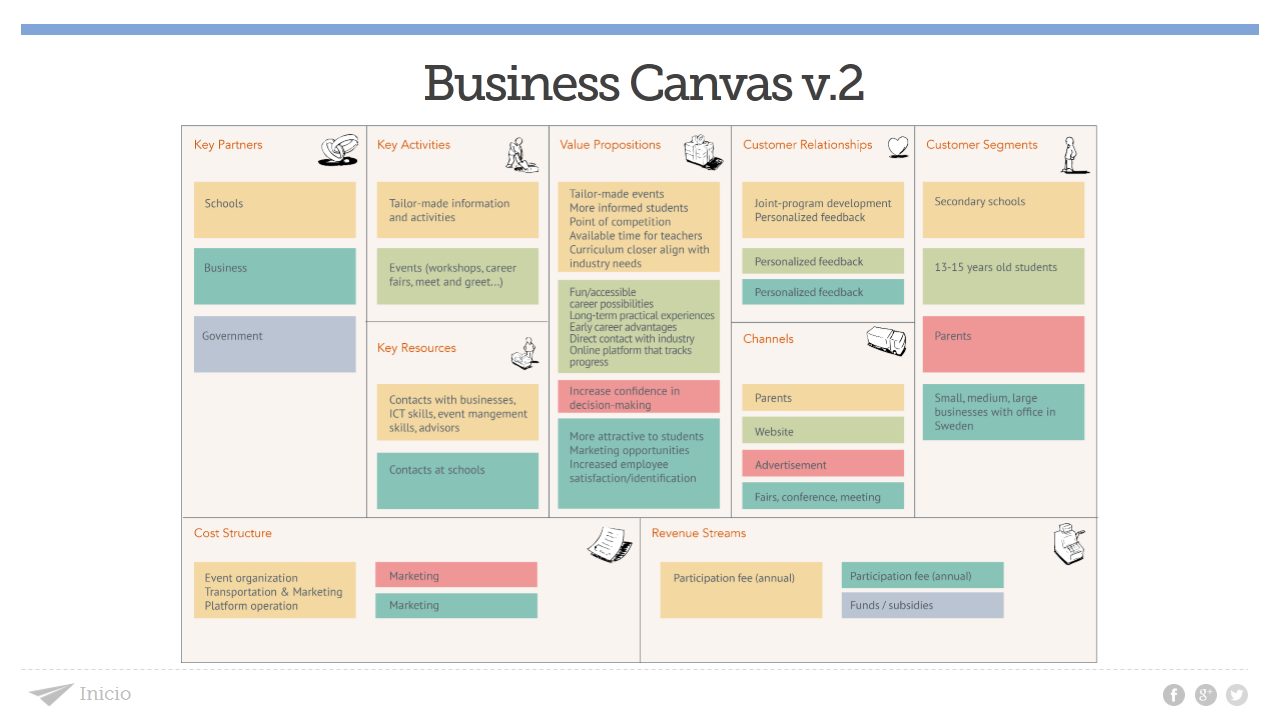 Business Canvas v.2
Key Partners
Schools
Business
Government
Key Activities
Tailor-made information
and activities
Events (workshops, career
fairs, meet and greet...)
Key Resources
Contacts with businesses,
ICT skills, event mangement
skills, advisors
Contacts at schools
Value Propositions
Tailor-made events
More informed students
Point of competition
Available time for teachers
Curriculum closer align with
industry needs
Fun/accessible
career possibilities
Long-term practical experiences
Early career advantages
Direct contact with industry
Online platform that tracks
progress
Increase confidence in
decision-making
More attractive to students
Marketing opportunities
Increased employee
satisfaction/identification
Customer Relationships
Joint-program development
Personalized feedback
Personalized feedback
Personalized feedback
Channels
Parents
Website
Advertisement
Fairs, conference, meeting
Customer Segments
Secondary schools
13-15 years old students
Parents
Small, medium, large
businesses with office in
Sweden
Cost Structure
Event organization
Transportation & Marketing
Platform operation
Marketing
Marketing
Revenue Streams
Participation fee (annual)
Participation fee (annual)
Funds / subsidies
Inicio